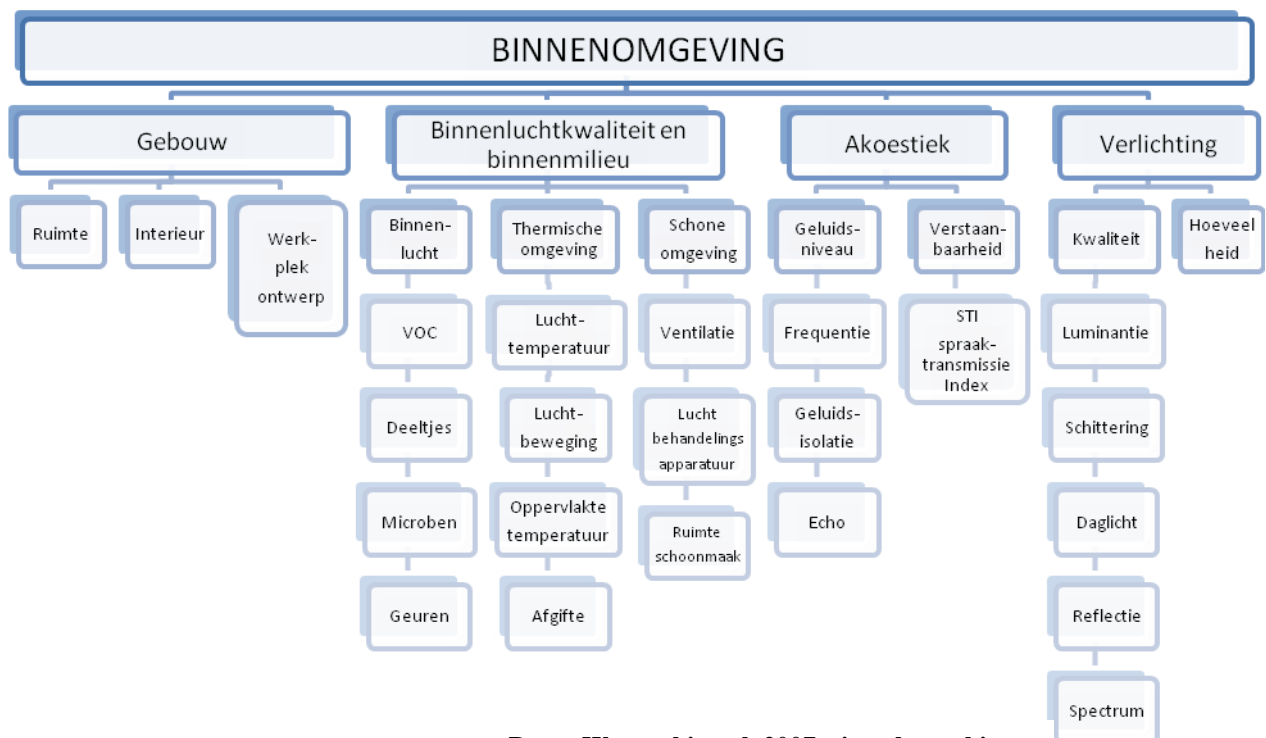 BINNENOMGEVING
Gebouw
Ruimte
Interieur
Werk-
plek
ontwerp
Binnenluchtkwaliteit en
binnenmilieu
Binnen-
lucht
VOC
Deeltjes
Microben
Geuren
Thermische
omgeving
Lucht-
temperatuur
Lucht-
beweging
Oppervlakte
temperatuur
Afgifte
Schone
omgeving
Ventilatie
Lucht
behandelings
apparatuur
Ruimte
schoonmaak
Akoestiek
Geluids-
niveau
Frequentie
Geluids-
isolatie
Echo
Verstaan-
baarheid
STI
spraak-
transmissie
Index
Verlichting
Kwaliteit
Luminantie
Schittering
Daglicht
Reflectie
Spectrum
Hoeveel
heid